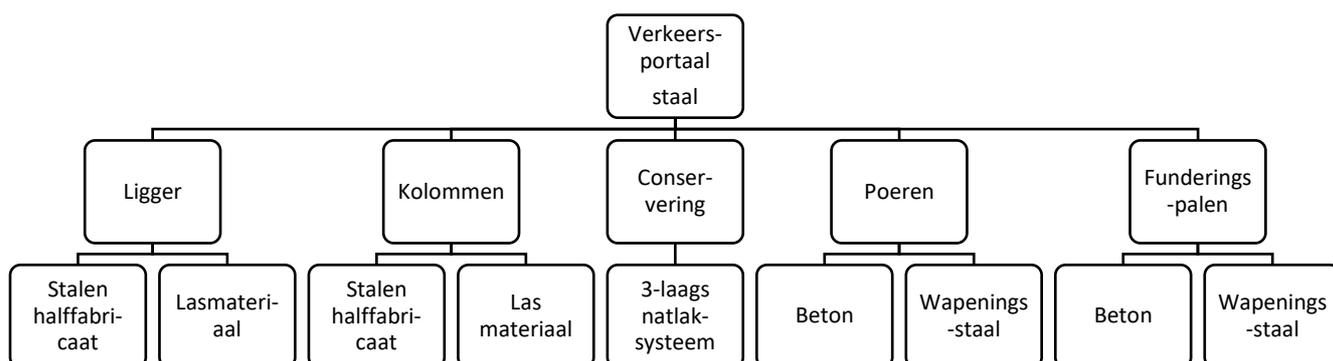 Verkeers-
portaal
staal
Ligger
Kolommen
Conser-
vering
Poeren
Funderings
-palen
Stalen
halffabri-
caat
Lasmateri-
aal
Stalen
halffabri-
caat
Las
materiaal
3-laags
natlak-
systeem
Beton
Wapenings
-staal
Beton
Wapenings
-staal